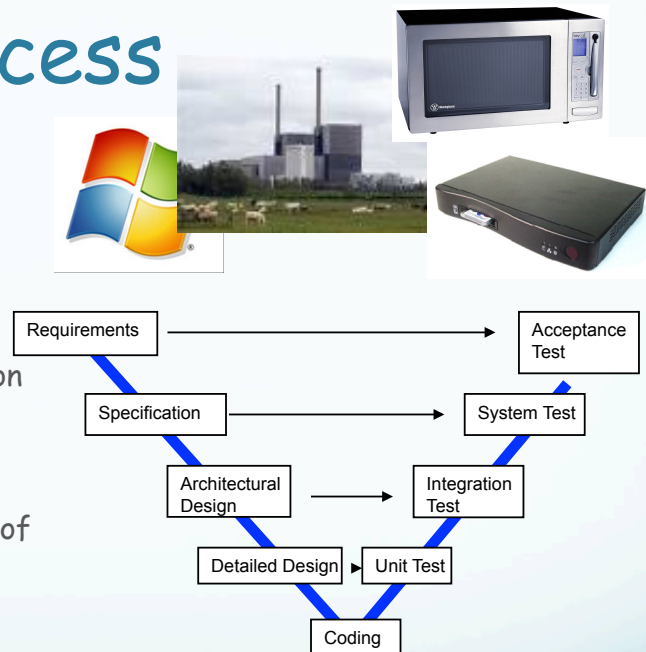 cess
®
Requirements
Acceptance
Test
on
Specification
System Test
Architectural
Design
Integration
Test
of
Detailed Design
Unit Test
Coding